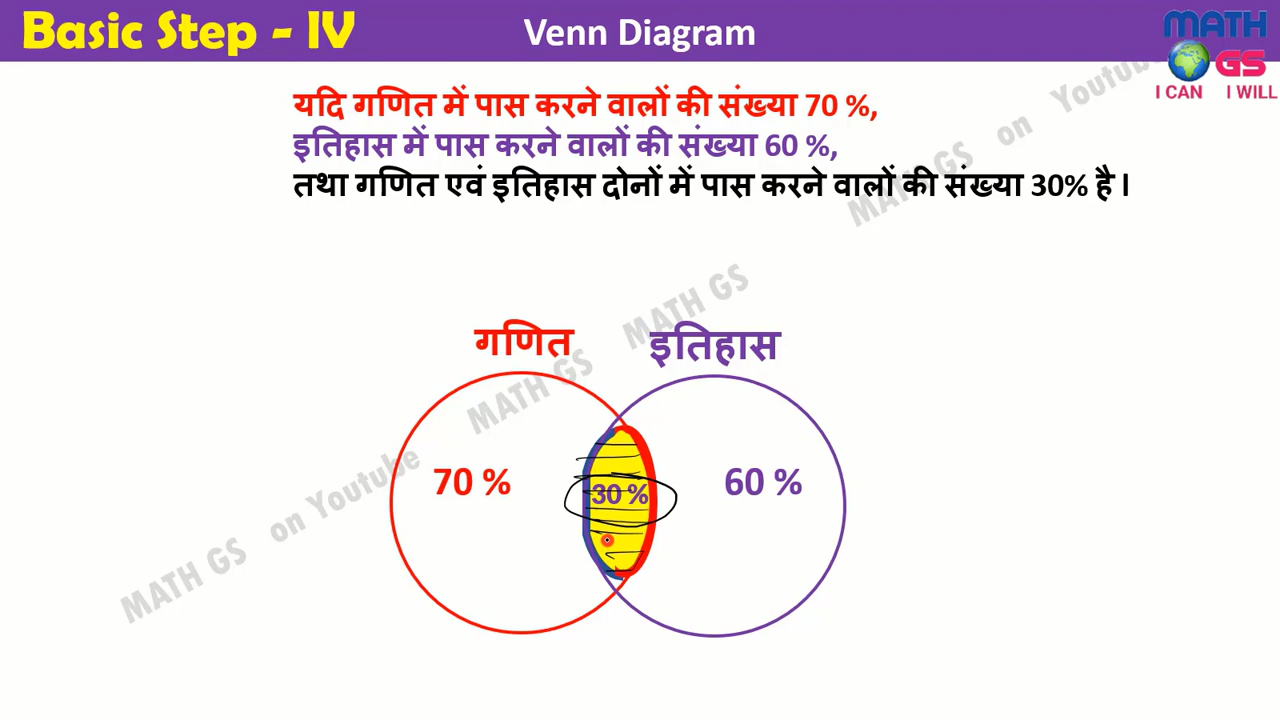 Basic Step - IV
Venn Diagram
MATH
GS
I CAN I WILL
यदि गणित में पास करने वालों की संख्या 70 %,
इतिहास में पास करने वालों की संख्या 60 %,
तथा गणित एवं इतिहास दोनों में पास करने वालों की संख्या 30% है ।
MATH GS on Youtube
MATH GS
गणित इतिहास
MATH GS
70 % 30 % 60 %
MATH GS on Youtube